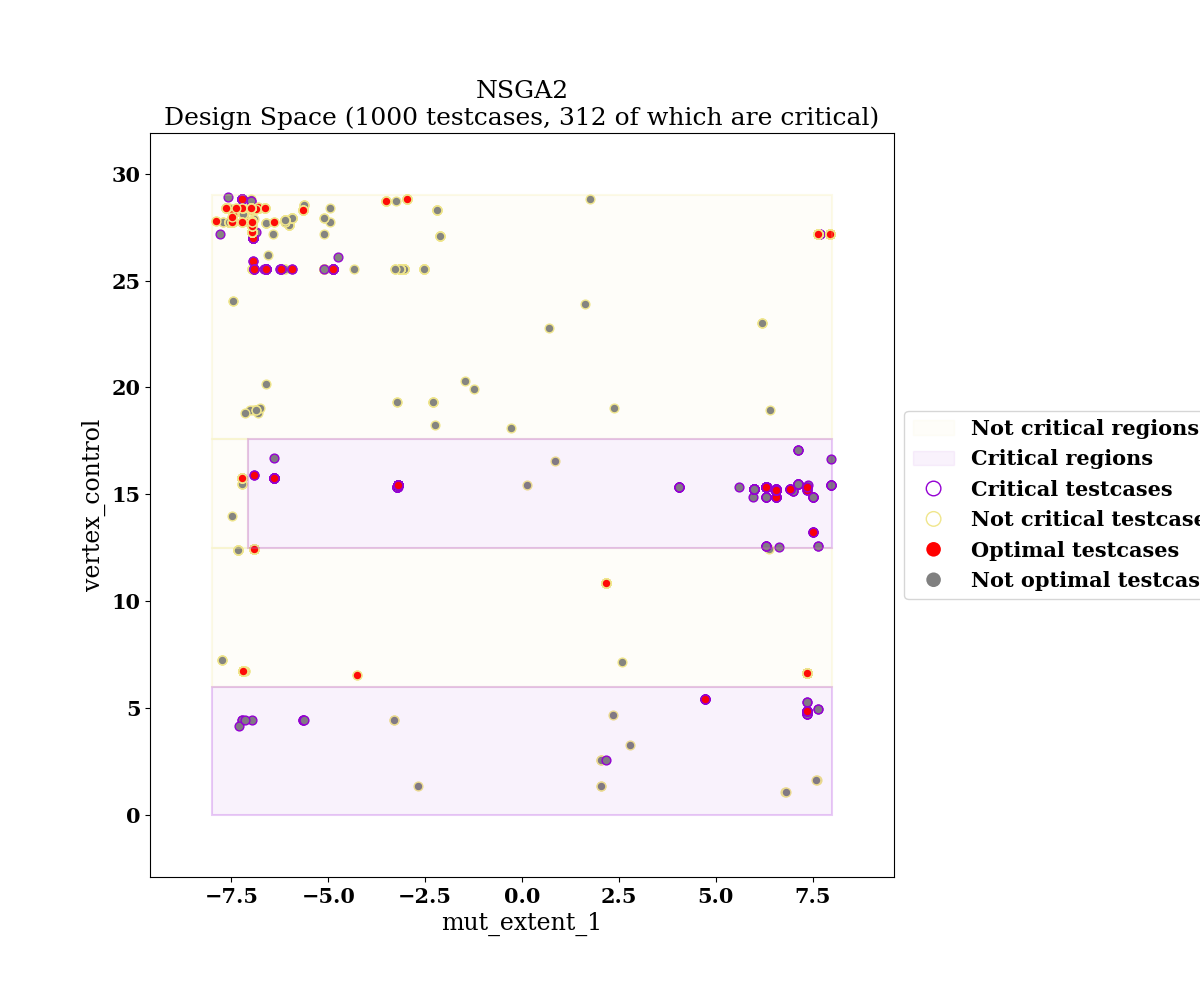 NSGA2
Design Space (1000 testcases, 312 of which are critical)
30
25
20
15
10
5
0
vertex_control
−7.5
−5.0
−2.5
0.0
2.5
5.0
7.5
mut_extent_1
Not critical regions
Critical regions
Critical testcases
Not critical testcase
Optimal testcases
Not optimal testcas